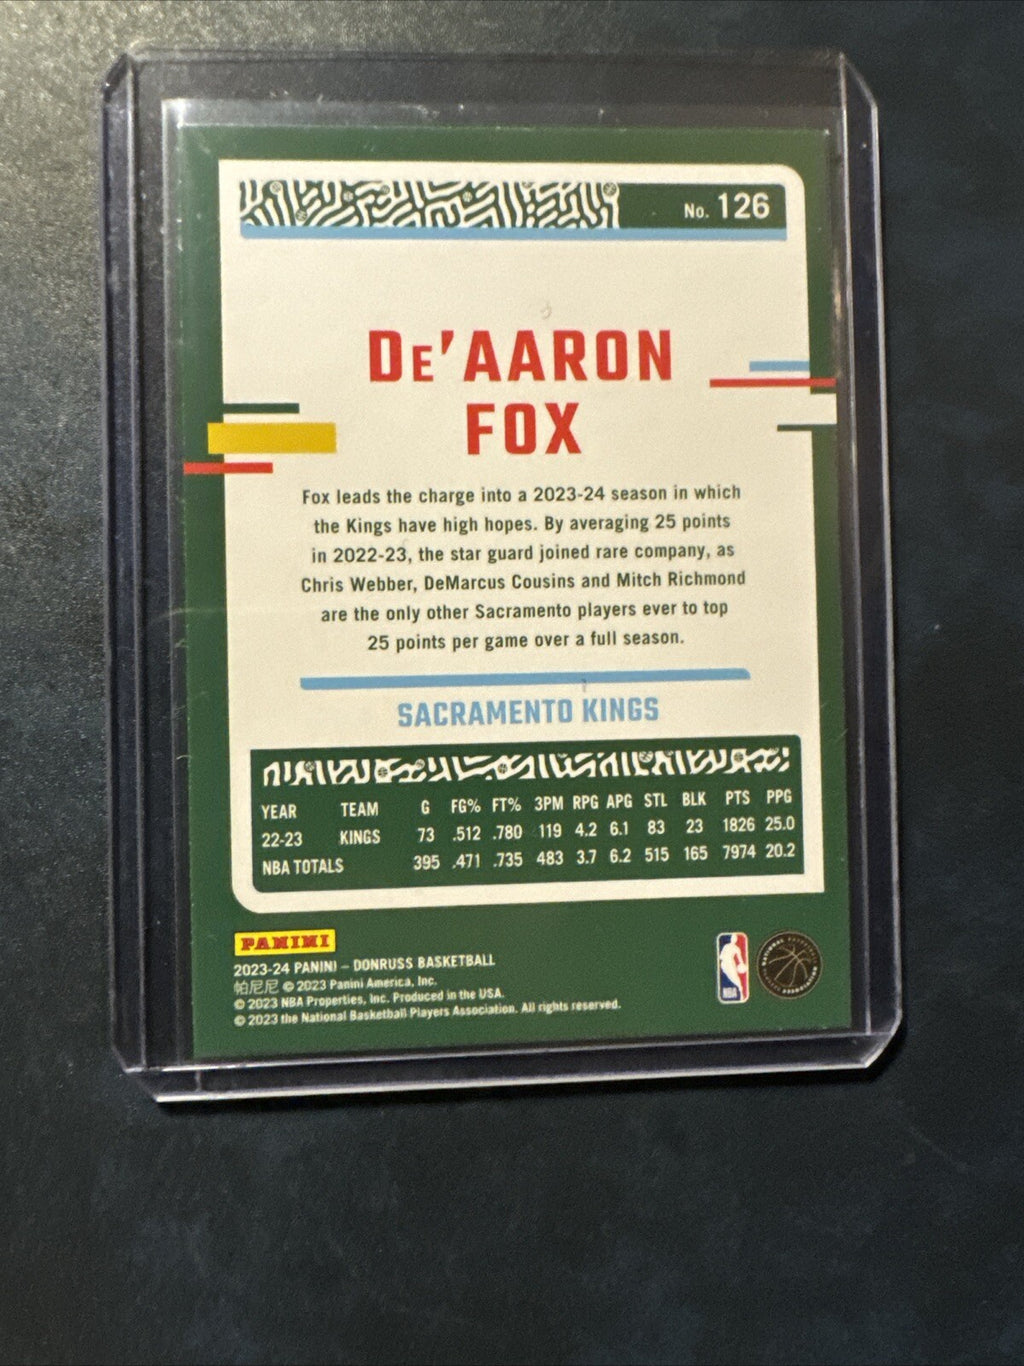 No. 126
De'AARON
FOX
Fox leads the charge into a 2023-24 season in which
the Kings have high hopes. By averaging 25 points
in 2022-23, the star guard joined rare company, as
Chris Webber, DeMarcus Cousins and Mitch Richmond
are the only other Sacramento players ever to top
25 points per game over a full season.
SACRAMENTO KINGS
YEAR TEAM G FG% FT% 3PM RPG APG STL BLK PTS PPG
22-23 KINGS 73 .512 .780 119 4.2 6.1 83 23 1826 25.0
NBA TOTALS 395 .471 .735 483 3.7 6.2 515 165 7974 20.2
PANINI
2023-24 PANINI – DONRUSS BASKETBALL
帕尼尼 © 2023 Panini America, Inc.
© 2023 NBA Properties, Inc. Produced in the USA.
© 2023 the National Basketball Players Association. All rights reserved.
NBA
NATIONAL BASKETBALL PLAYERS ASSOCIATION